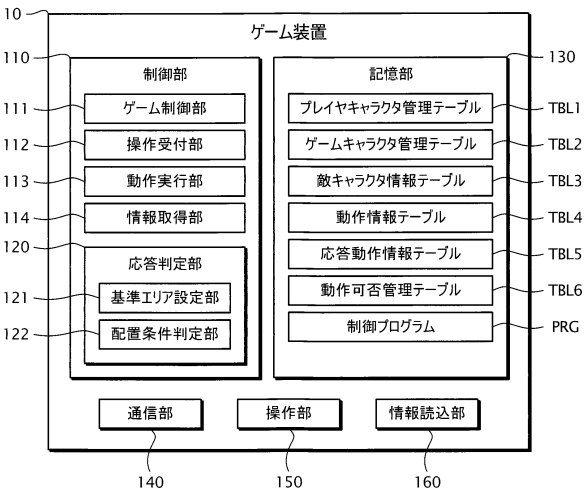 10
ゲーム装置
110
制御部
111
ゲーム制御部
112
操作受付部
113
動作実行部
114
情報取得部
120
応答判定部
121
基準エリア設定部
122
配置条件判定部
130
記憶部
プレイヤキャラクタ管理テーブル
TBL1
ゲームキャラクタ管理テーブル
TBL2
敵キャラクタ情報テーブル
TBL3
動作情報テーブル
TBL4
応答動作情報テーブル
TBL5
動作可否管理テーブル
TBL6
制御プログラム
PRG
通信部
操作部
情報読込部
140
150
160